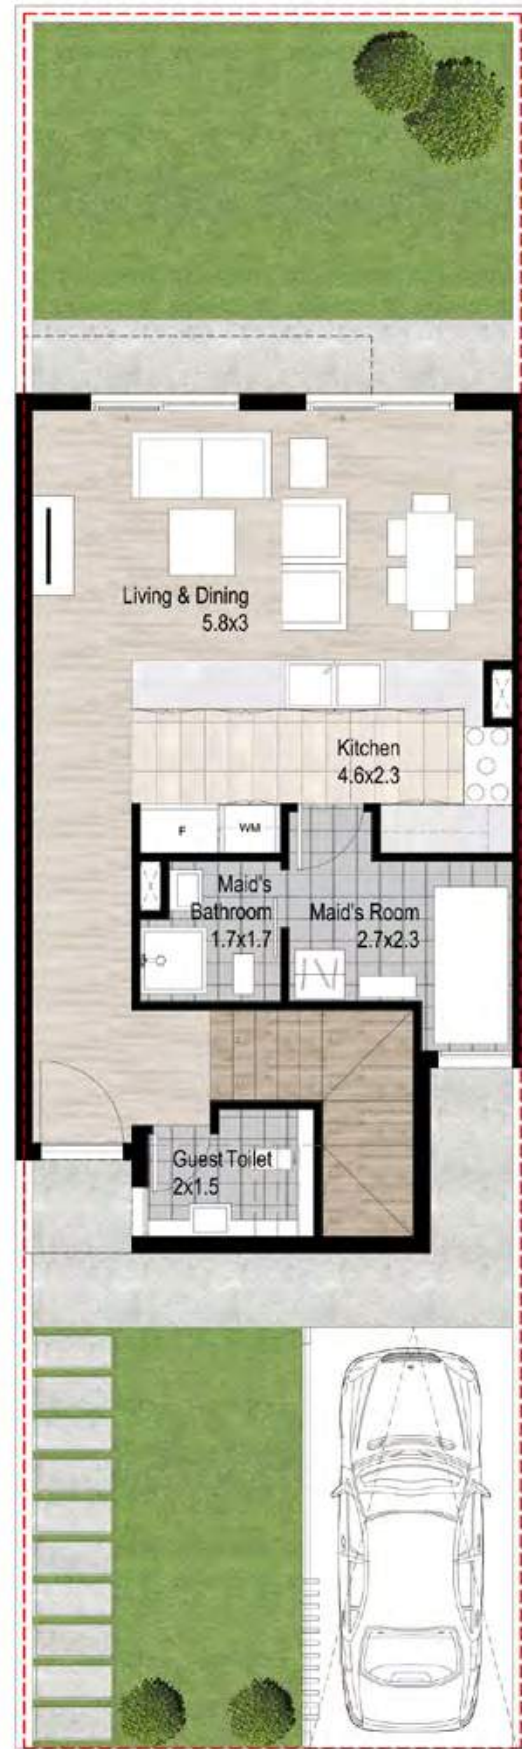 Living & Dining
5.8x3
Kitchen
4.6x2.3
F
WM
Maid's
Bathroom
1.7x1.7
Maid's Room
2.7x2.3
Guest Toilet
2x1.5